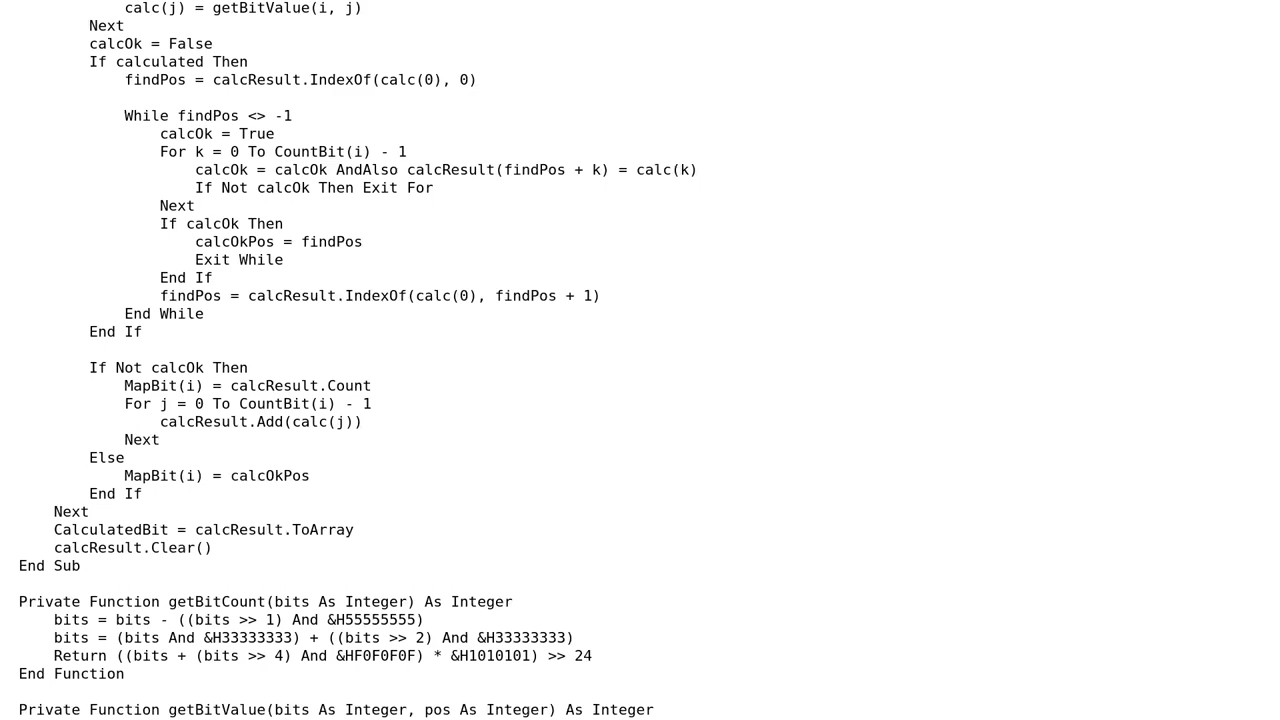 calc(j) = getBitValue(i, j)
        Next
        calcOk = False
        If calculated Then
            findPos = calcResult.IndexOf(calc(0), 0)

            While findPos <> -1
                calcOk = True
                For k = 0 To CountBit(i) - 1
                    calcOk = calcOk AndAlso calcResult(findPos + k) = calc(k)
                    If Not calcOk Then Exit For
                Next
                If calcOk Then
                    calcOkPos = findPos
                    Exit While
                End If
                findPos = calcResult.IndexOf(calc(0), findPos + 1)
            End While
        End If

        If Not calcOk Then
            MapBit(i) = calcResult.Count
            For j = 0 To CountBit(i) - 1
                calcResult.Add(calc(j))
            Next
        Else
            MapBit(i) = calcOkPos
        End If
    Next
    CalculatedBit = calcResult.ToArray
    calcResult.Clear()
End Sub

Private Function getBitCount(bits As Integer) As Integer
    bits = bits - ((bits >> 1) And &H55555555)
    bits = (bits And &H33333333) + ((bits >> 2) And &H33333333)
    Return ((bits + (bits >> 4) And &HF0F0F0F) * &H1010101) >> 24
End Function

Private Function getBitValue(bits As Integer, pos As Integer) As Integer